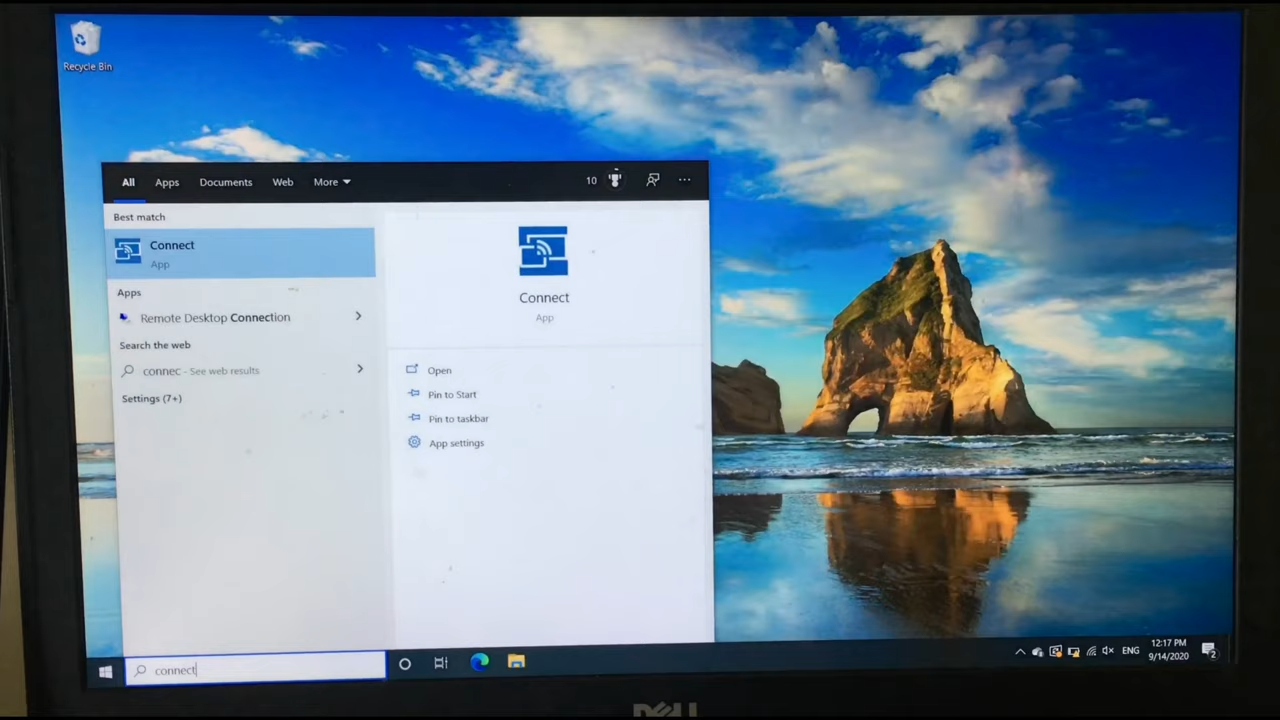 Recycle Bin
All Apps Documents Web More 10 ...
Best match
Connect
App
Apps
Remote Desktop Connection
Search the web
connec - See web results
Settings (7+)
Connect
App
Open
Pin to Start
Pin to taskbar
App settings
connect
ENG
12:17 PM
9/14/2020
2
DELL